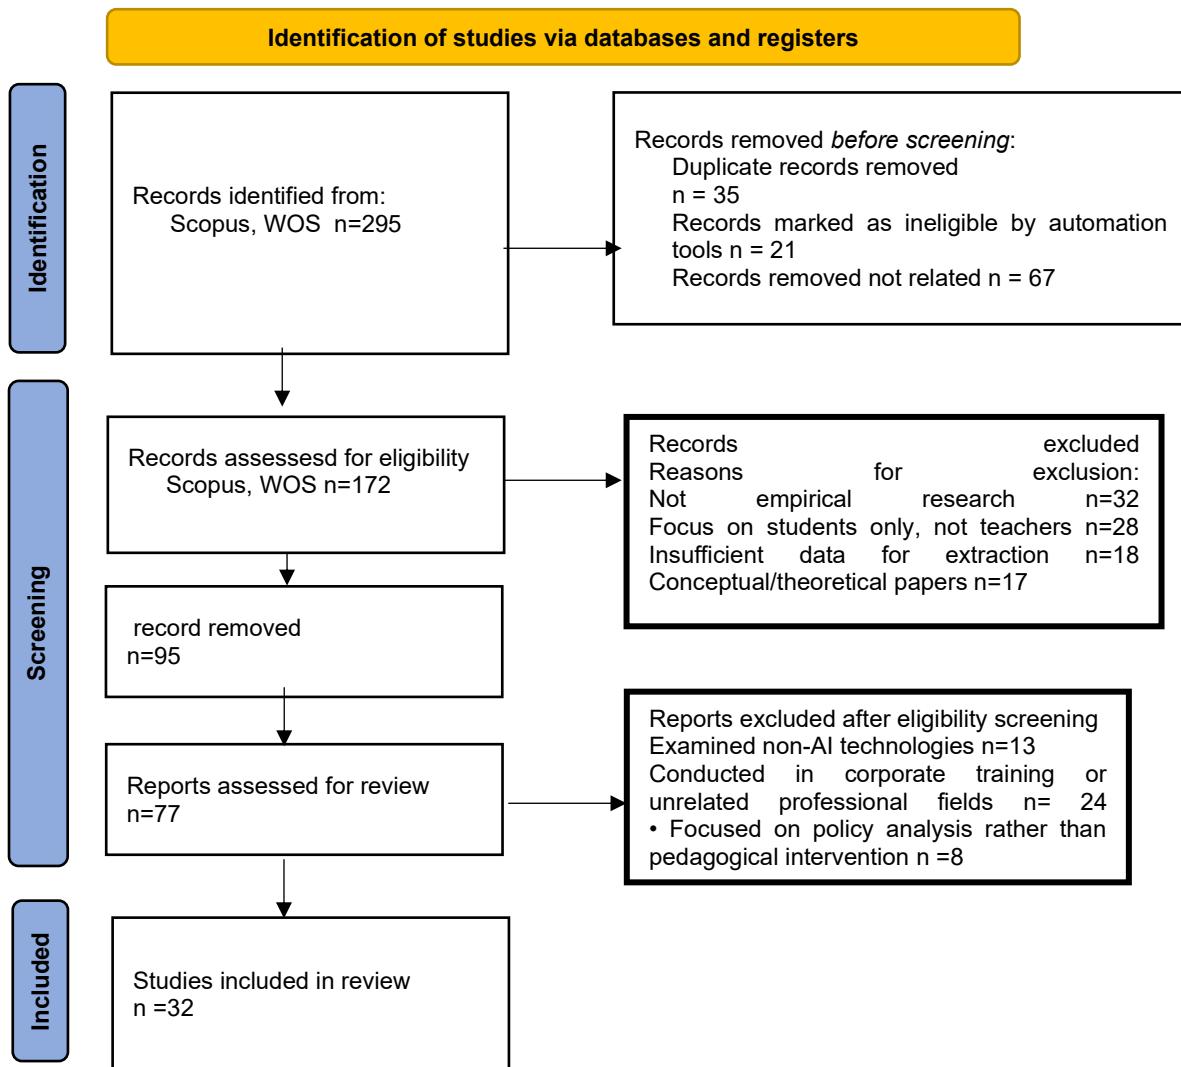 Identification of studies via databases and registers
Identification
Records identified from:
Scopus, WOS n=295
Records removed before screening:
Duplicate records removed
n = 35
Records marked as ineligible by automation
tools n = 21
Records removed not related n = 67
Screening
Records assessesd for eligibility
Scopus, WOS n=172
Records excluded
Reasons for exclusion:
Not empirical research n=32
Focus on students only, not teachers n=28
Insufficient data for extraction n=18
Conceptual/theoretical papers n=17
record removed
n=95
Reports assessed for review
n=77
Reports excluded after eligibility screening
Examined non-AI technologies n=13
Conducted in corporate training or
unrelated professional fields n= 24
• Focused on policy analysis rather than
pedagogical intervention n =8
Included
Studies included in review
n =32